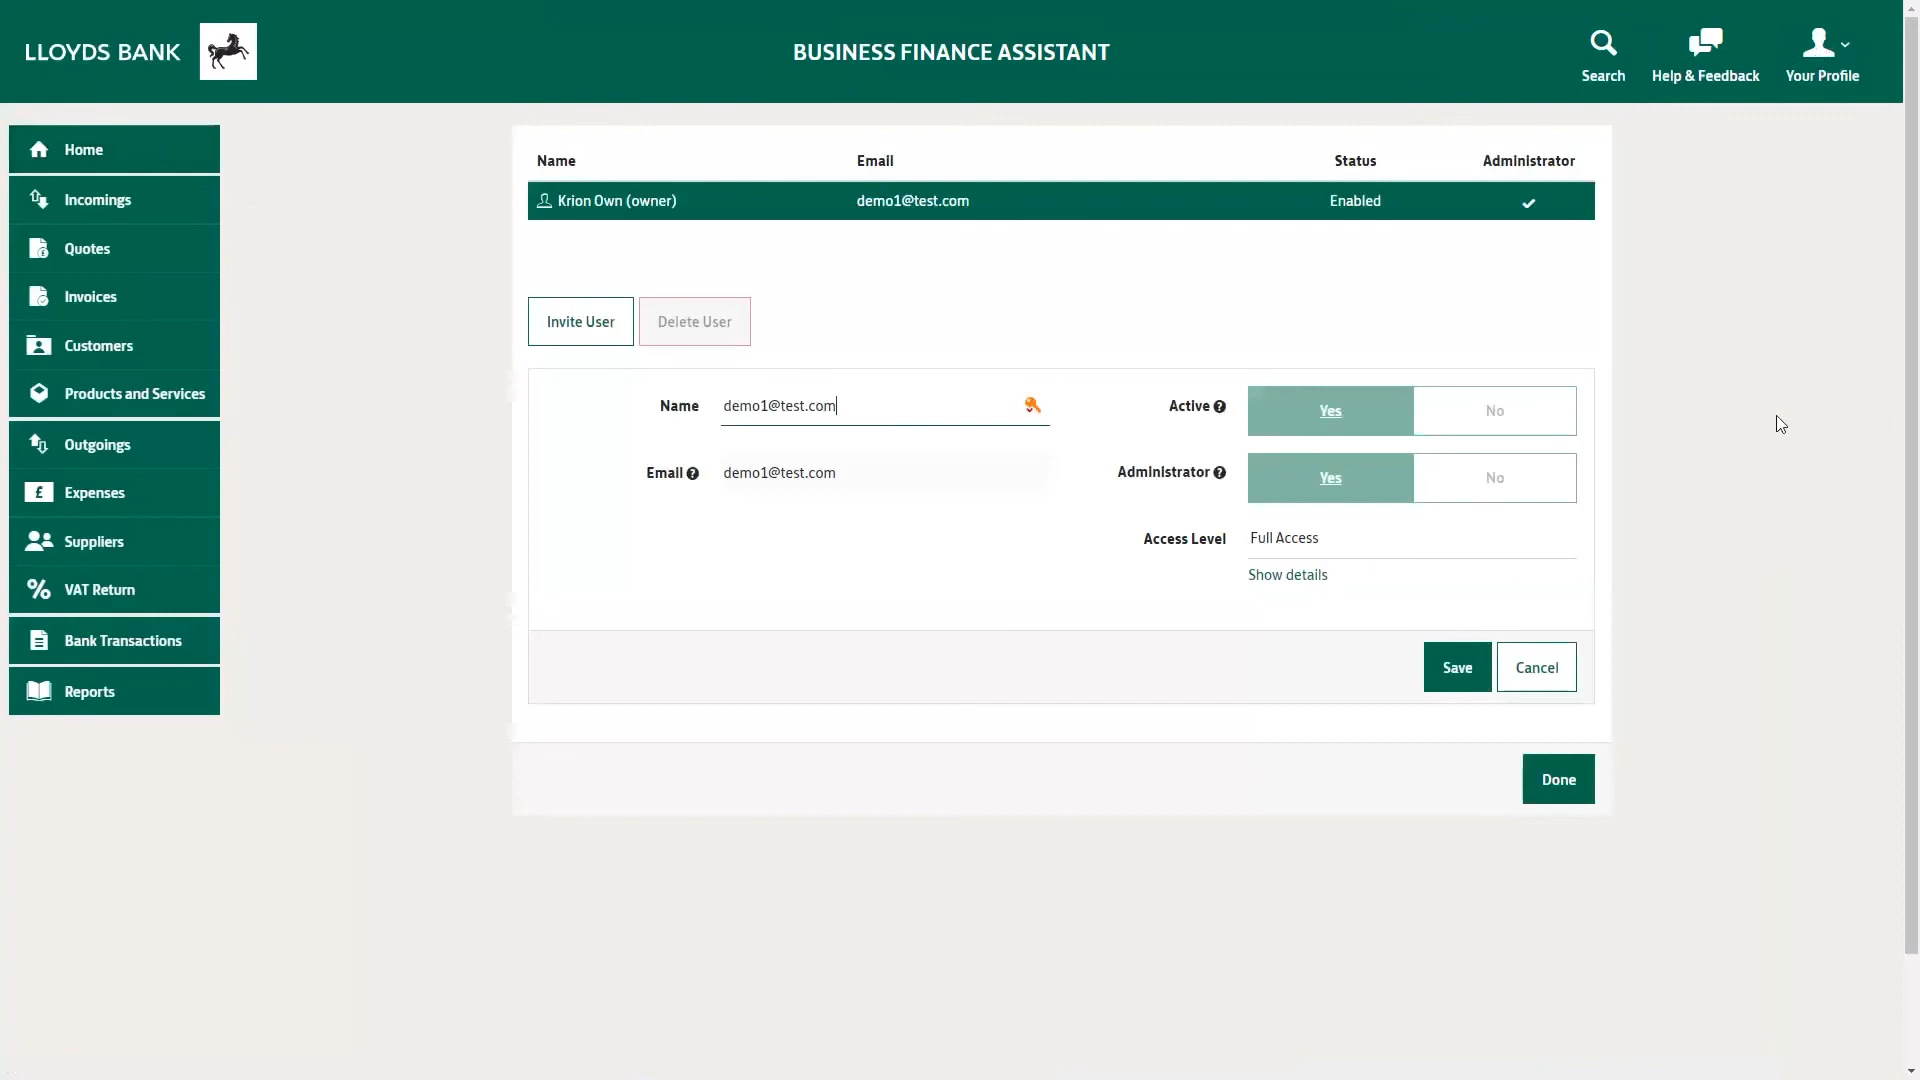 LLOYDS BANK
BUSINESS FINANCE ASSISTANT
Search
Help & Feedback
Your Profile
Home
Incomings
Quotes
Invoices
Customers
Products and Services
Outgoings
Expenses
Suppliers
VAT Return
Bank Transactions
Reports
Name Email Status Administrator
Krion Own (owner) demo1@test.com Enabled
Invite User Delete User
Name demo1@test.com Active Yes No
Email demo1@test.com Administrator Yes No
Access Level Full Access
Show details
Save Cancel
Done